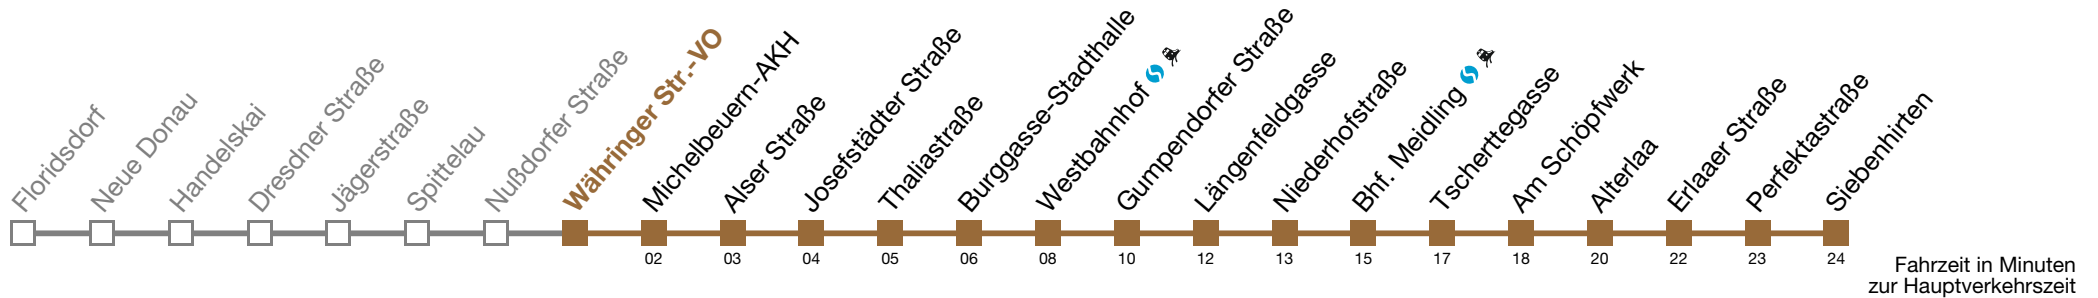 Floridsdorf
Neue Donau
Handelskai
Dresdner Straße
Jägerstraße
Spittelau
Nußdorfer Straße
Währinger Str.-VO
Michelbeuern-AKH
Alser Straße
Josefstädter Straße
Thaliastraße
Burggasse-Stadthalle
Westbahnhof
Gumpendorfer Straße
Längenfeldgasse
Niederhofstraße
Bhf. Meidling
Tscherttegasse
Am Schöpfwerk
Alterlaa
Erlaaer Straße
Perfektastraße
Siebenhirten
02 03 04 05 06 08 10 12 13 15 17 18 20 22 23 24
Fahrzeit in Minuten
zur Hauptverkehrszeit